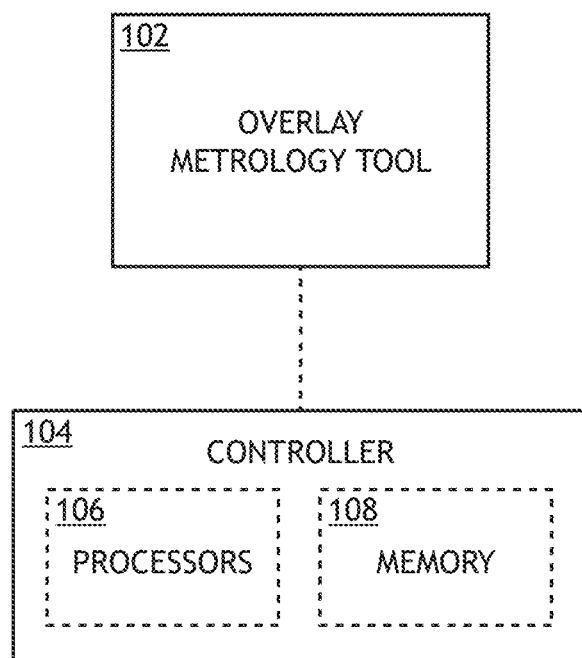 102
OVERLAY
METROLOGY TOOL
104
CONTROLLER
106
PROCESSORS
108
MEMORY